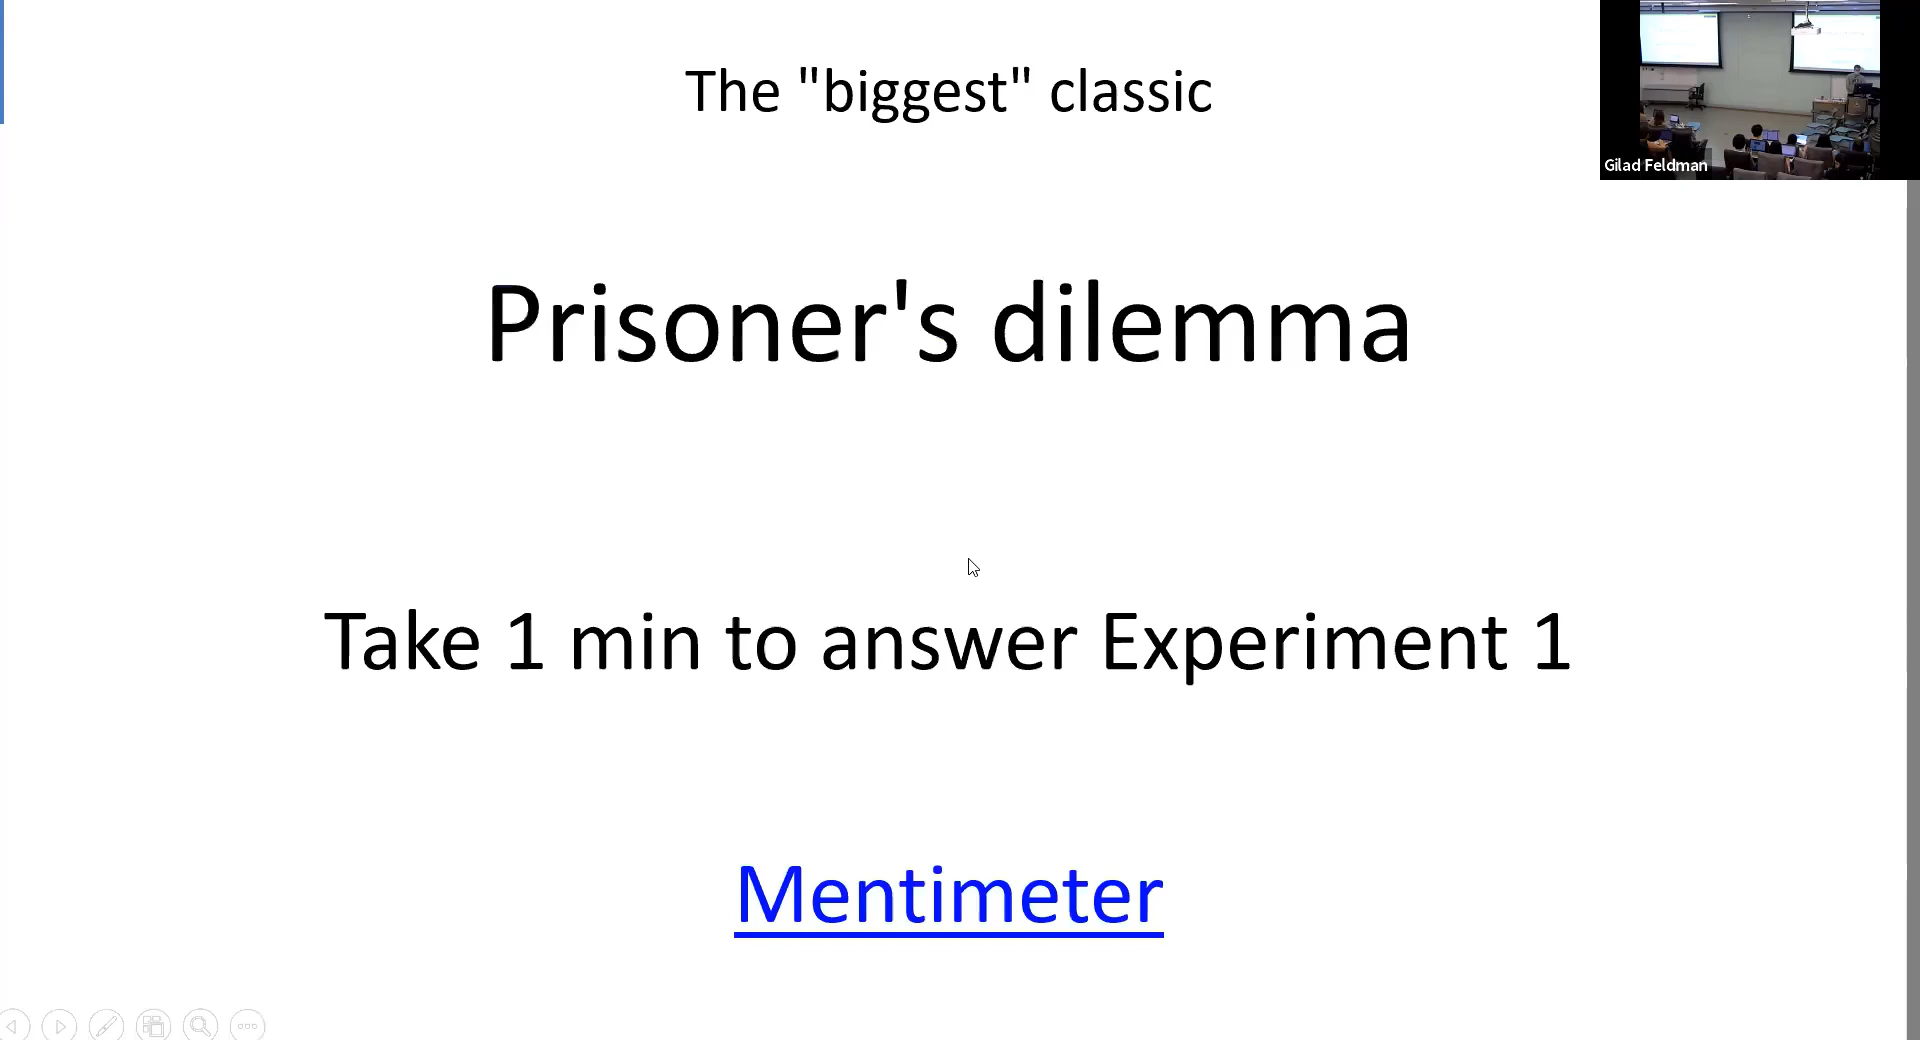 The "biggest" classic
Gilad Feldman
Prisoner's dilemma
Take 1 min to answer Experiment 1
Mentimeter